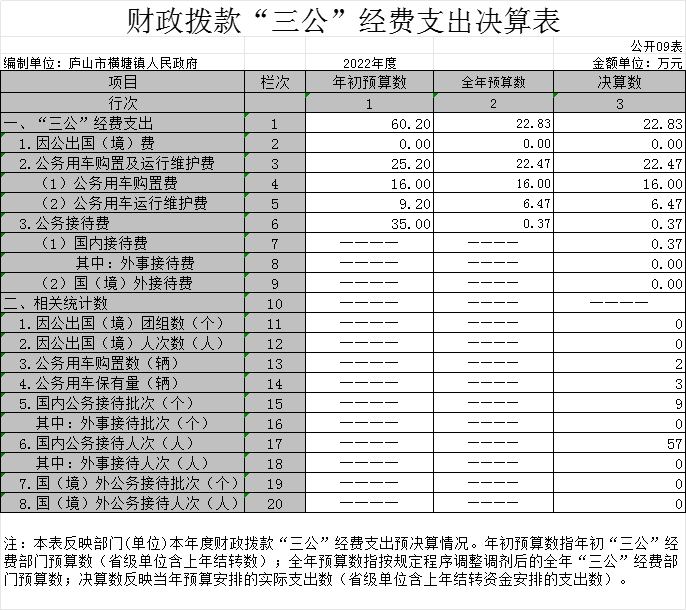 财政拨款“三公”经费支出决算表
公开09表
编制单位：庐山市横塘镇人民政府 2022年度 金额单位：万元
项目 栏次 年初预算数 全年预算数 决算数
行次 1 2 3
一、“三公”经费支出 1 60.20 22.83 22.83
1.因公出国（境）费 2 0.00 0.00 0.00
2.公务用车购置及运行维护费 3 25.20 22.47 22.47
（1）公务用车购置费 4 16.00 16.00 16.00
（2）公务用车运行维护费 5 9.20 6.47 6.47
3.公务接待费 6 35.00 0.37 0.37
（1）国内接待费 7 ———— ———— 0.37
其中：外事接待费 8 ———— ———— 0.00
（2）国（境）外接待费 9 ———— ———— 0.00
二、相关统计数 10 ———— ———— ————
1.因公出国（境）团组数（个） 11 ———— ———— 0
2.因公出国（境）人次数（人） 12 ———— ———— 0
3.公务用车购置数（辆） 13 ———— ———— 2
4.公务用车保有量（辆） 14 ———— ———— 3
5.国内公务接待批次（个） 15 ———— ———— 9
其中：外事接待批次（个） 16 ———— ———— 0
6.国内公务接待人次（人） 17 ———— ———— 57
其中：外事接待人次（人） 18 ———— ———— 0
7.国（境）外公务接待批次（个） 19 ———— ———— 0
8.国（境）外公务接待人次（人） 20 ———— ———— 0
注：本表反映部门(单位)本年度财政拨款“三公”经费支出预决算情况。年初预算数指年初“三公”经
费部门预算数（省级单位含上年结转数）；全年预算数指按规定程序调整调剂后的全年“三公”经费部
门预算数；决算数反映当年预算安排的实际支出数（省级单位含上年结转资金安排的支出数）。